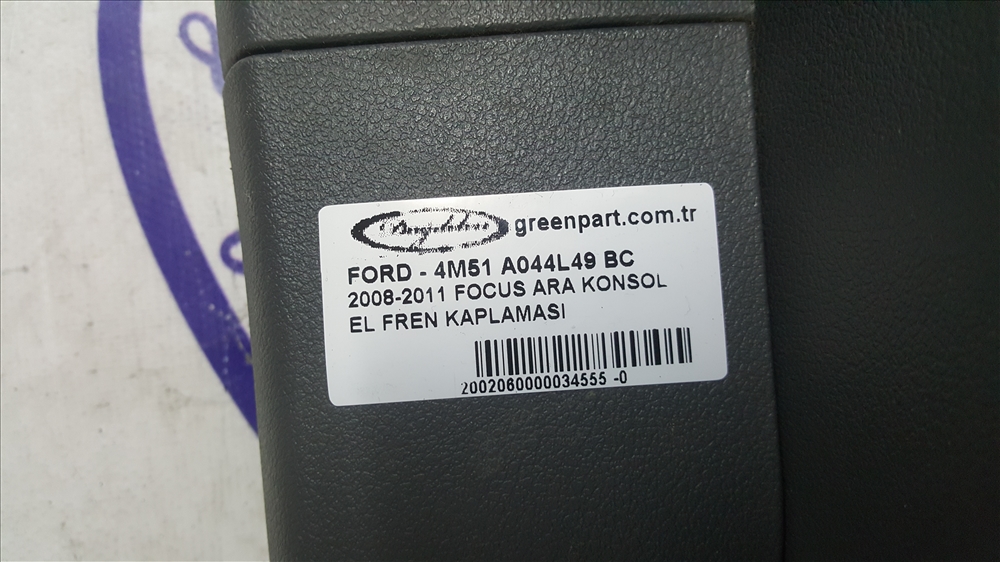 greenpart.com.tr
FORD - 4M51 A044L49 BC
2008-2011 FOCUS ARA KONSOL
EL FREN KAPLAMASI
2002060000034555 -0